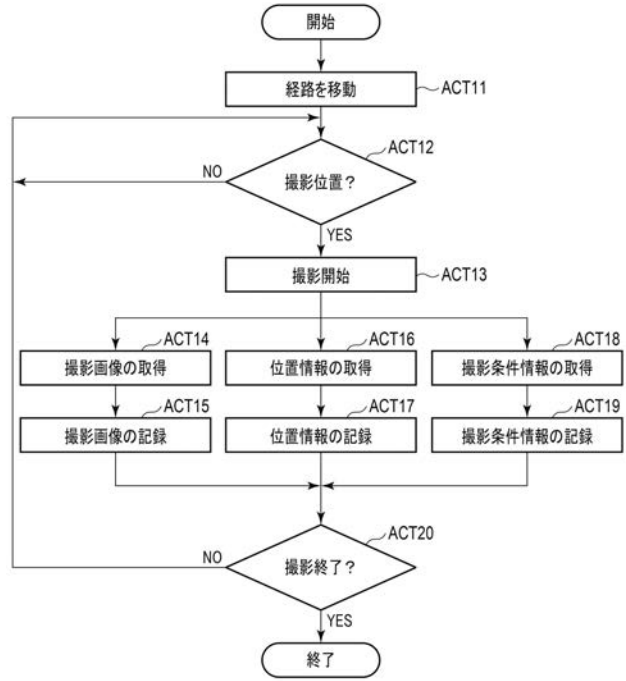 開始
経路を移動
ACT11
ACT12
NO
撮影位置？
YES
撮影開始
ACT13
ACT14
ACT16
ACT18
撮影画像の取得
位置情報の取得
撮影条件情報の取得
ACT15
ACT17
ACT19
撮影画像の記録
位置情報の記録
撮影条件情報の記録
ACT20
NO
撮影終了？
YES
終了